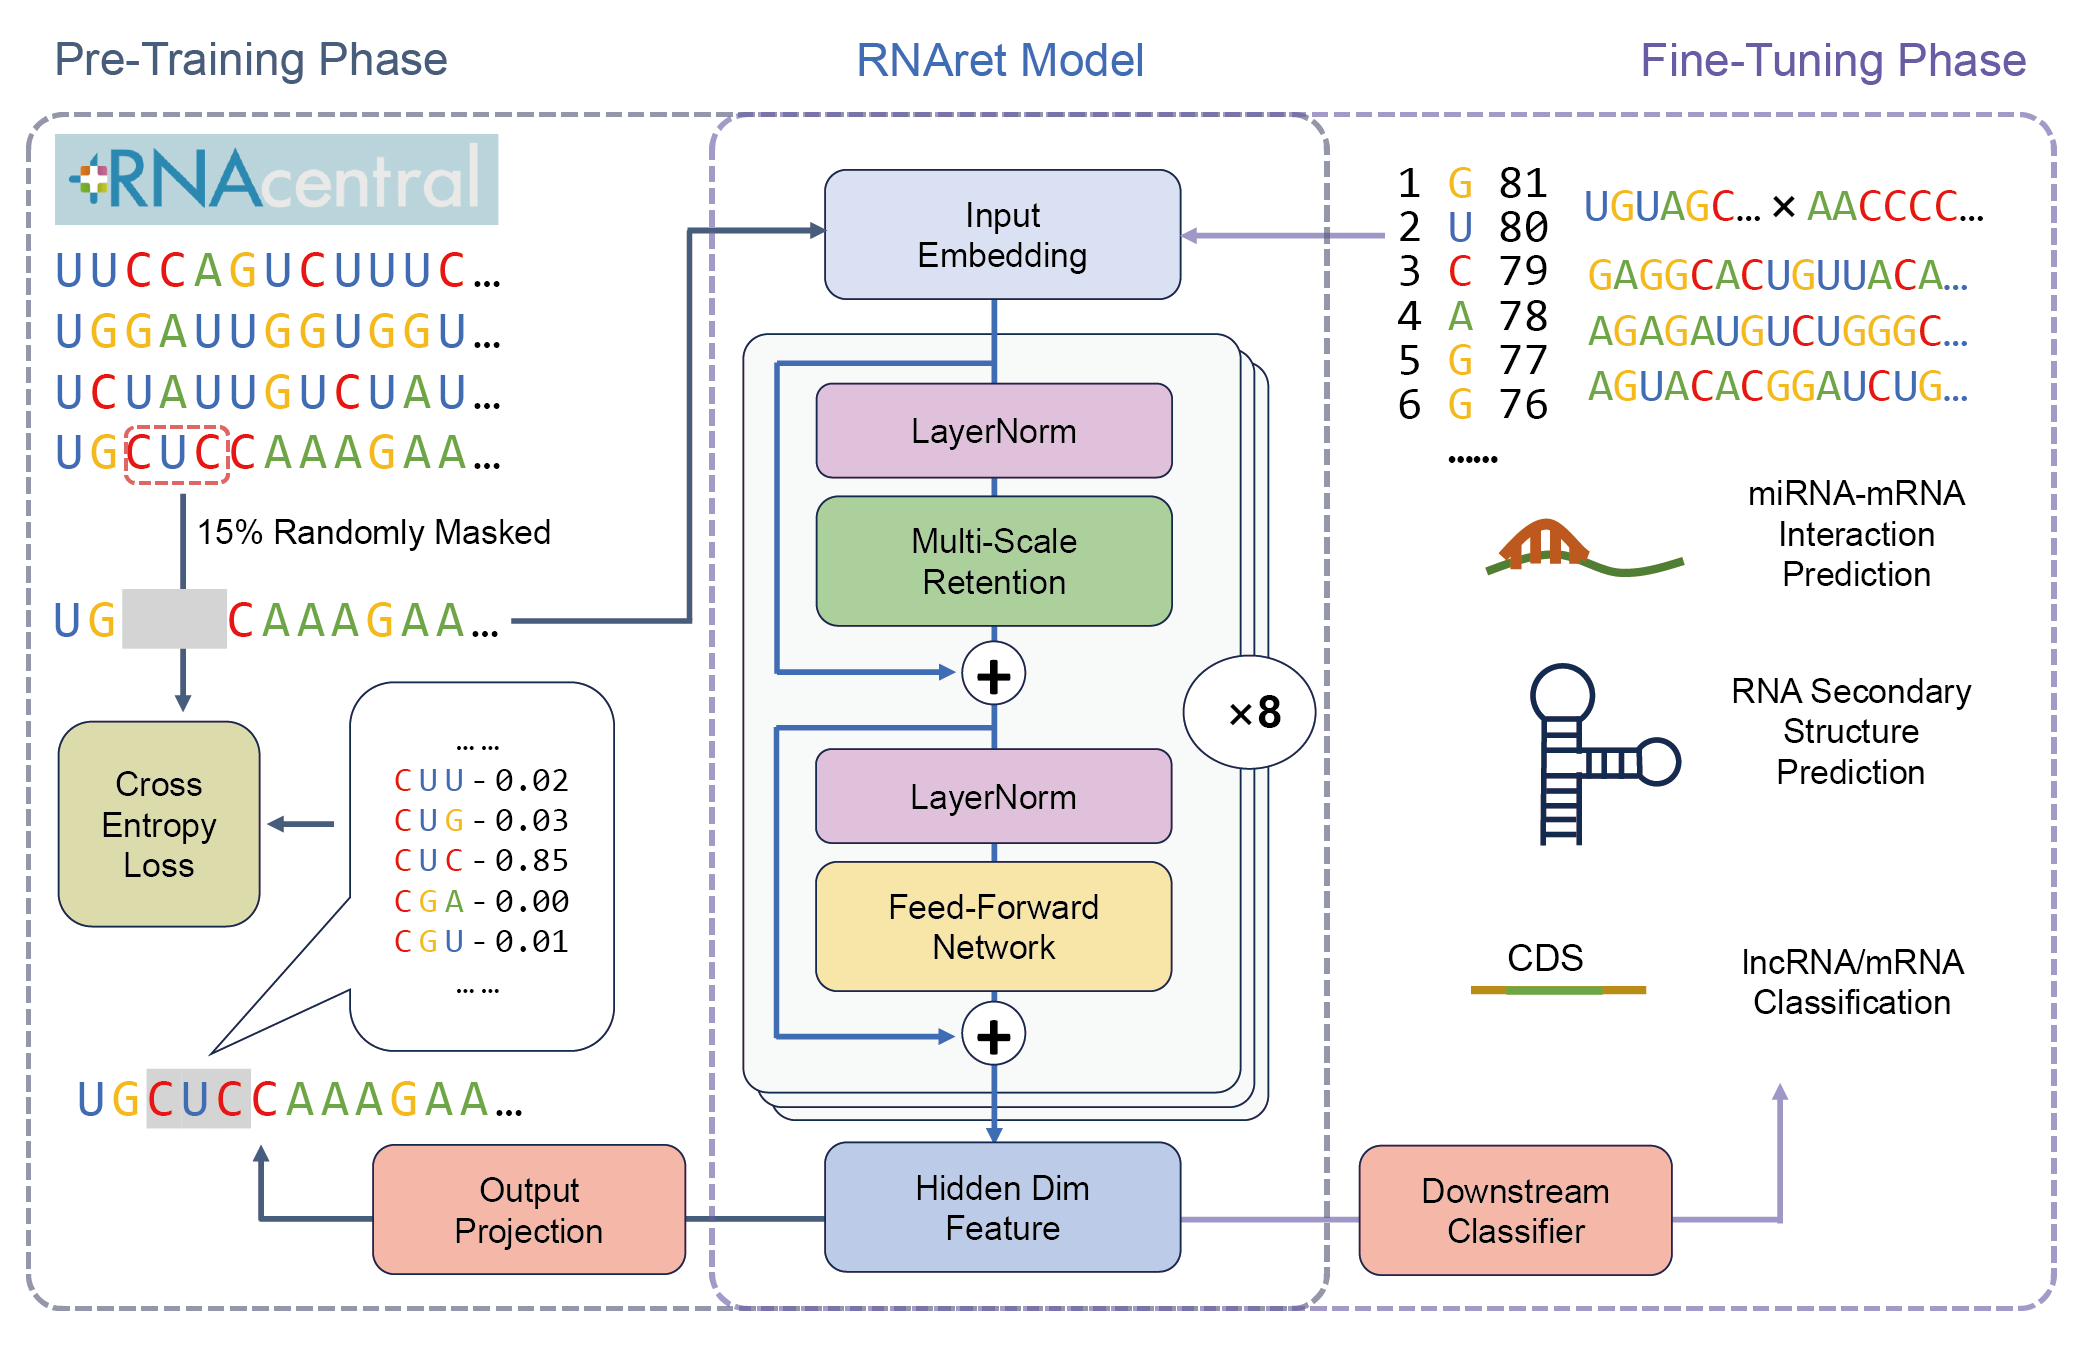 Pre-Training Phase
RNAret Model
Fine-Tuning Phase
RNAcentral
UUCCAGUCUUUC...
UGGAUUGGUGGU...
UCUAUUGUCUAU...
UGCUCCAAAGAA...
15% Randomly Masked
UG CAAAGAA...
Cross
Entropy
Loss
... ...
CUU-0.02
CUG-0.03
CUC-0.85
CGA-0.00
CGU-0.01
... ...
UGCUCCAAAGAA...
Output
Projection
Input
Embedding
LayerNorm
Multi-Scale
Retention
+
×8
LayerNorm
Feed-Forward
Network
+
Hidden Dim
Feature
1 G 81
2 U 80
3 C 79
4 A 78
5 G 77
6 G 76
......
UGUAGC... × AACCCC...
GAGGCACUGUUACA...
AGAGAUGUCUGGGC...
AGUACACGGAUCUG...
miRNA-mRNA
Interaction
Prediction
RNA Secondary
Structure
Prediction
CDS
lncRNA/mRNA
Classification
Downstream
Classifier